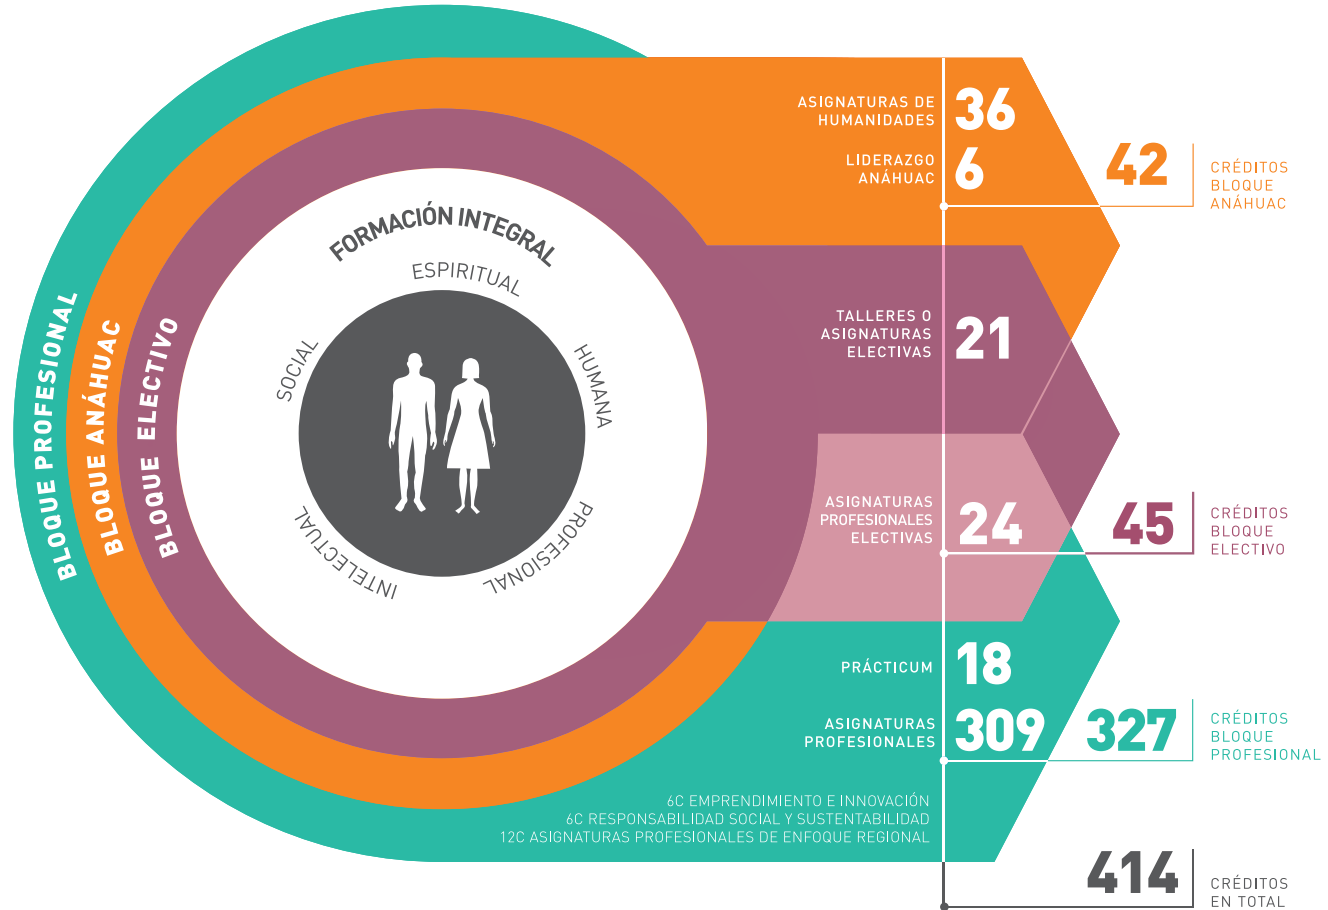 BLOQUE PROFESIONAL
BLOQUE ANÁHUAC
BLOQUE ELECTIVO
FORMACIÓN INTEGRAL
ESPIRITUAL
SOCIAL
HUMANA
INTELECTUAL
PROFESIONAL
ASIGNATURAS DE
HUMANIDADES
36
LIDERAZGO
ANÁHUAC
6
42
CRÉDITOS
BLOQUE
ANÁHUAC
TALLERES O
ASIGNATURAS
ELECTIVAS
21
ASIGNATURAS
PROFESIONALES
ELECTIVAS
24
45
CRÉDITOS
BLOQUE
ELECTIVO
PRÁCTICUM
18
ASIGNATURAS
PROFESIONALES
309
327
CRÉDITOS
BLOQUE
PROFESIONAL
6C EMPRENDIMIENTO E INNOVACIÓN
6C RESPONSABILIDAD SOCIAL Y SUSTENTABILIDAD
12C ASIGNATURAS PROFESIONALES DE ENFOQUE REGIONAL
414
CRÉDITOS
EN TOTAL